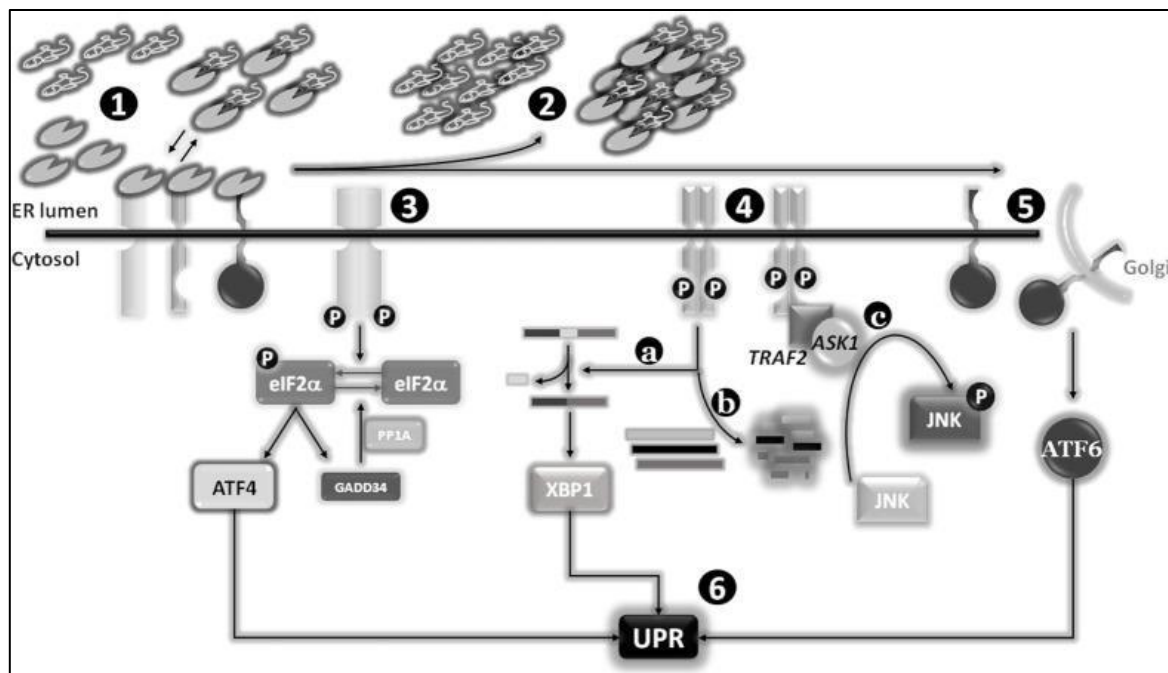 1
2
ER lumen
3
4
5
Cytosol
Golgi
P P
P P
P P
a
c
TRAF2
ASK1
P
eIF2α
eIF2α
b
P
JNK
PP1A
ATF6
ATF4
GADD34
XBP1
JNK
6
UPR